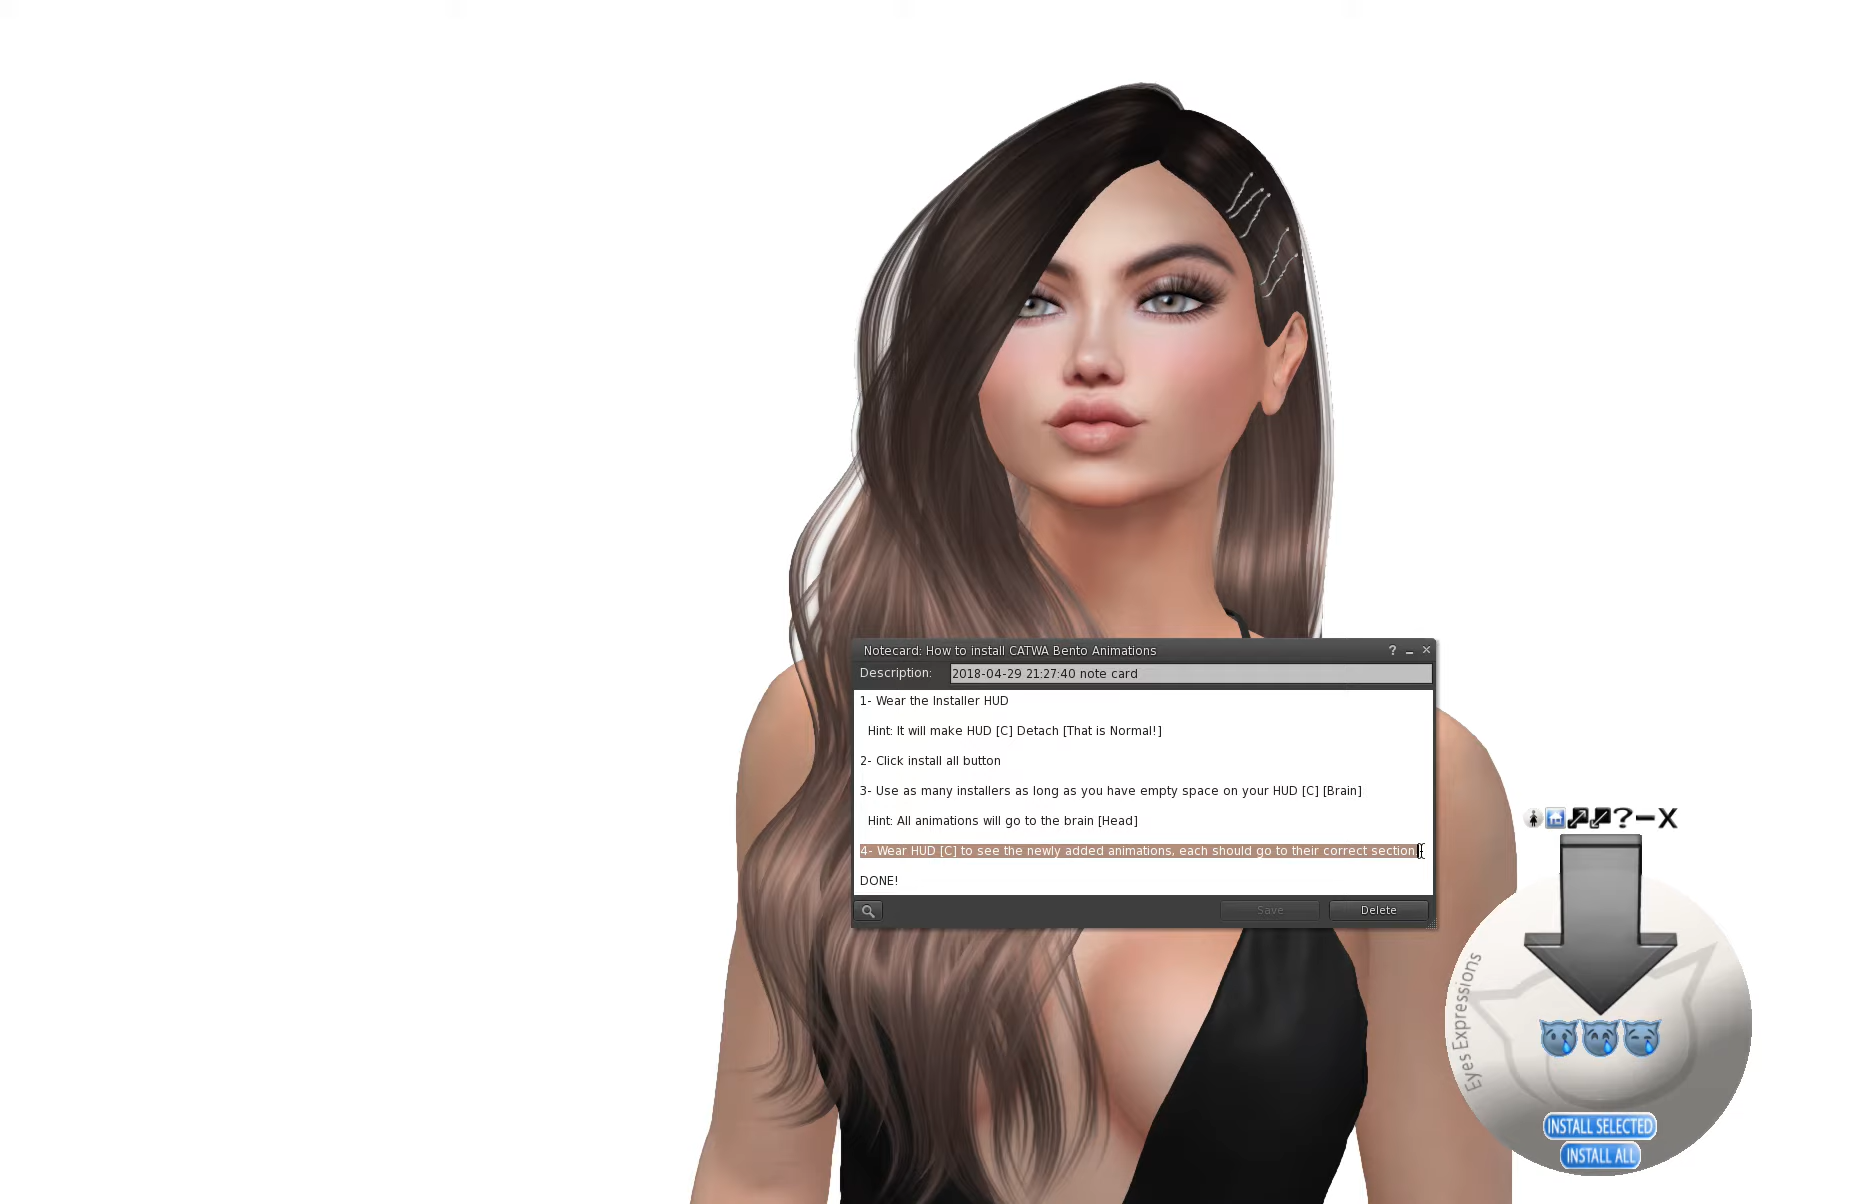 Notecard: How to install CATWA Bento Animations
Description: 2018-04-29 21:27:40 note card
1- Wear the Installer HUD
Hint: It will make HUD [C] Detach [That is Normal!]
2- Click install all button
3- Use as many installers as long as you have empty space on your HUD [C] [Brain]
Hint: All animations will go to the brain [Head]
4- Wear HUD [C] to see the newly added animations, each should go to their correct section.
DONE!
Save
Delete
Eyes Expressions
INSTALL SELECTED
INSTALL ALL